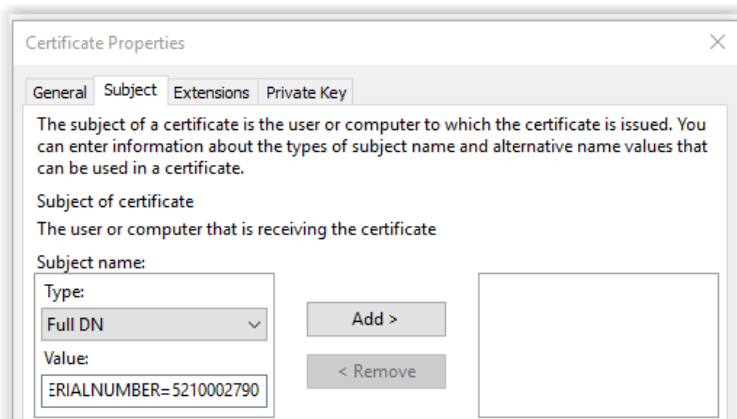 Certificate Properties
General Subject Extensions Private Key
The subject of a certificate is the user or computer to which the certificate is issued. You
can enter information about the types of subject name and alternative name values that
can be used in a certificate.
Subject of certificate
The user or computer that is receiving the certificate
Subject name:
Type:
Full DN
Add >
Value:
< Remove
ERIALNUMBER=5210002790